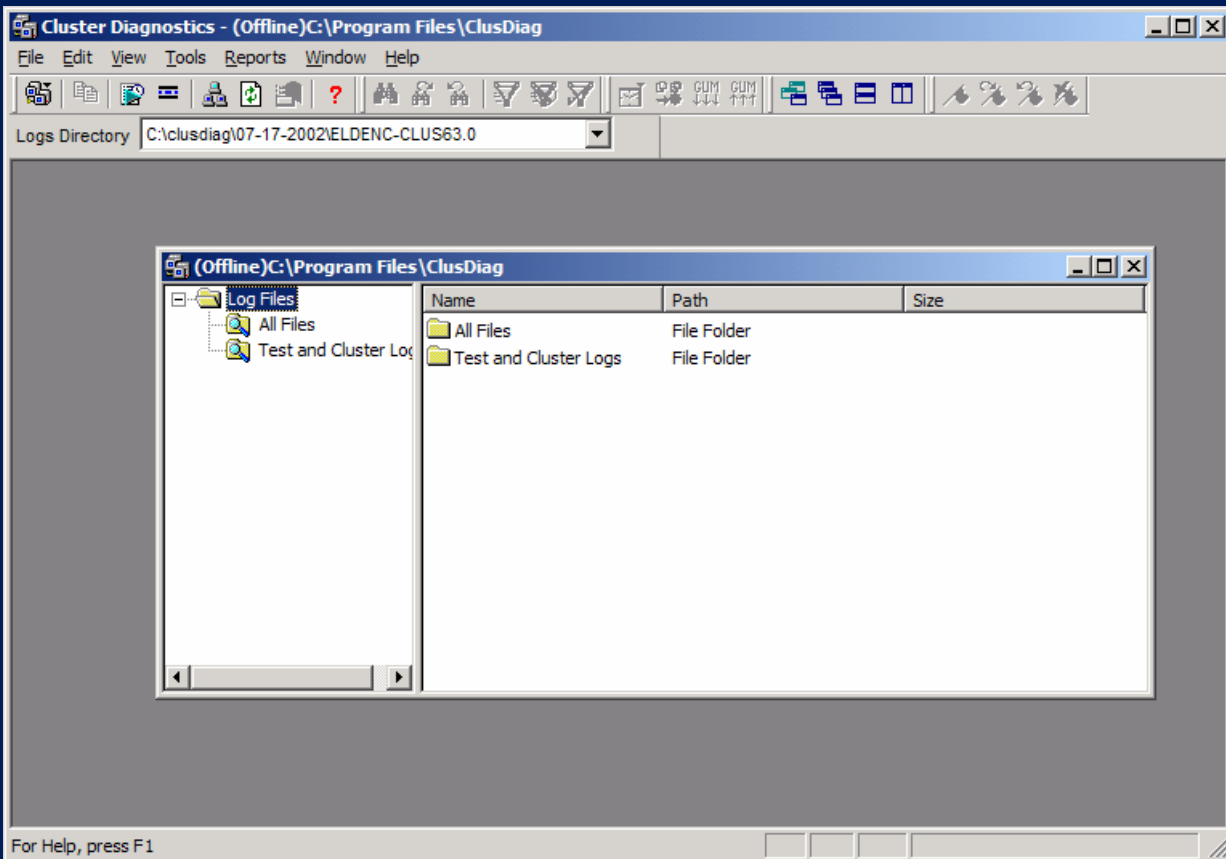 Cluster Diagnostics - (Offline)C:\Program Files\ClusDiag
File Edit View Tools Reports Window Help
? GUM GUM
Logs Directory C:\clusdiag\07-17-2002\ELDENC-CLUS63.0
(Offline)C:\Program Files\ClusDiag
Log Files
All Files
Test and Cluster Log
Name Path Size
All Files File Folder
Test and Cluster Logs File Folder
For Help, press F1